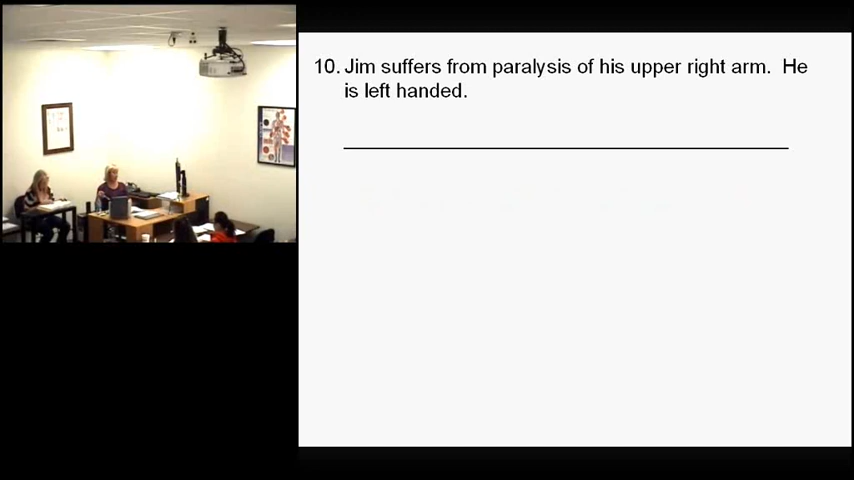 10. Jim suffers from paralysis of his upper right arm.  He
is left handed.